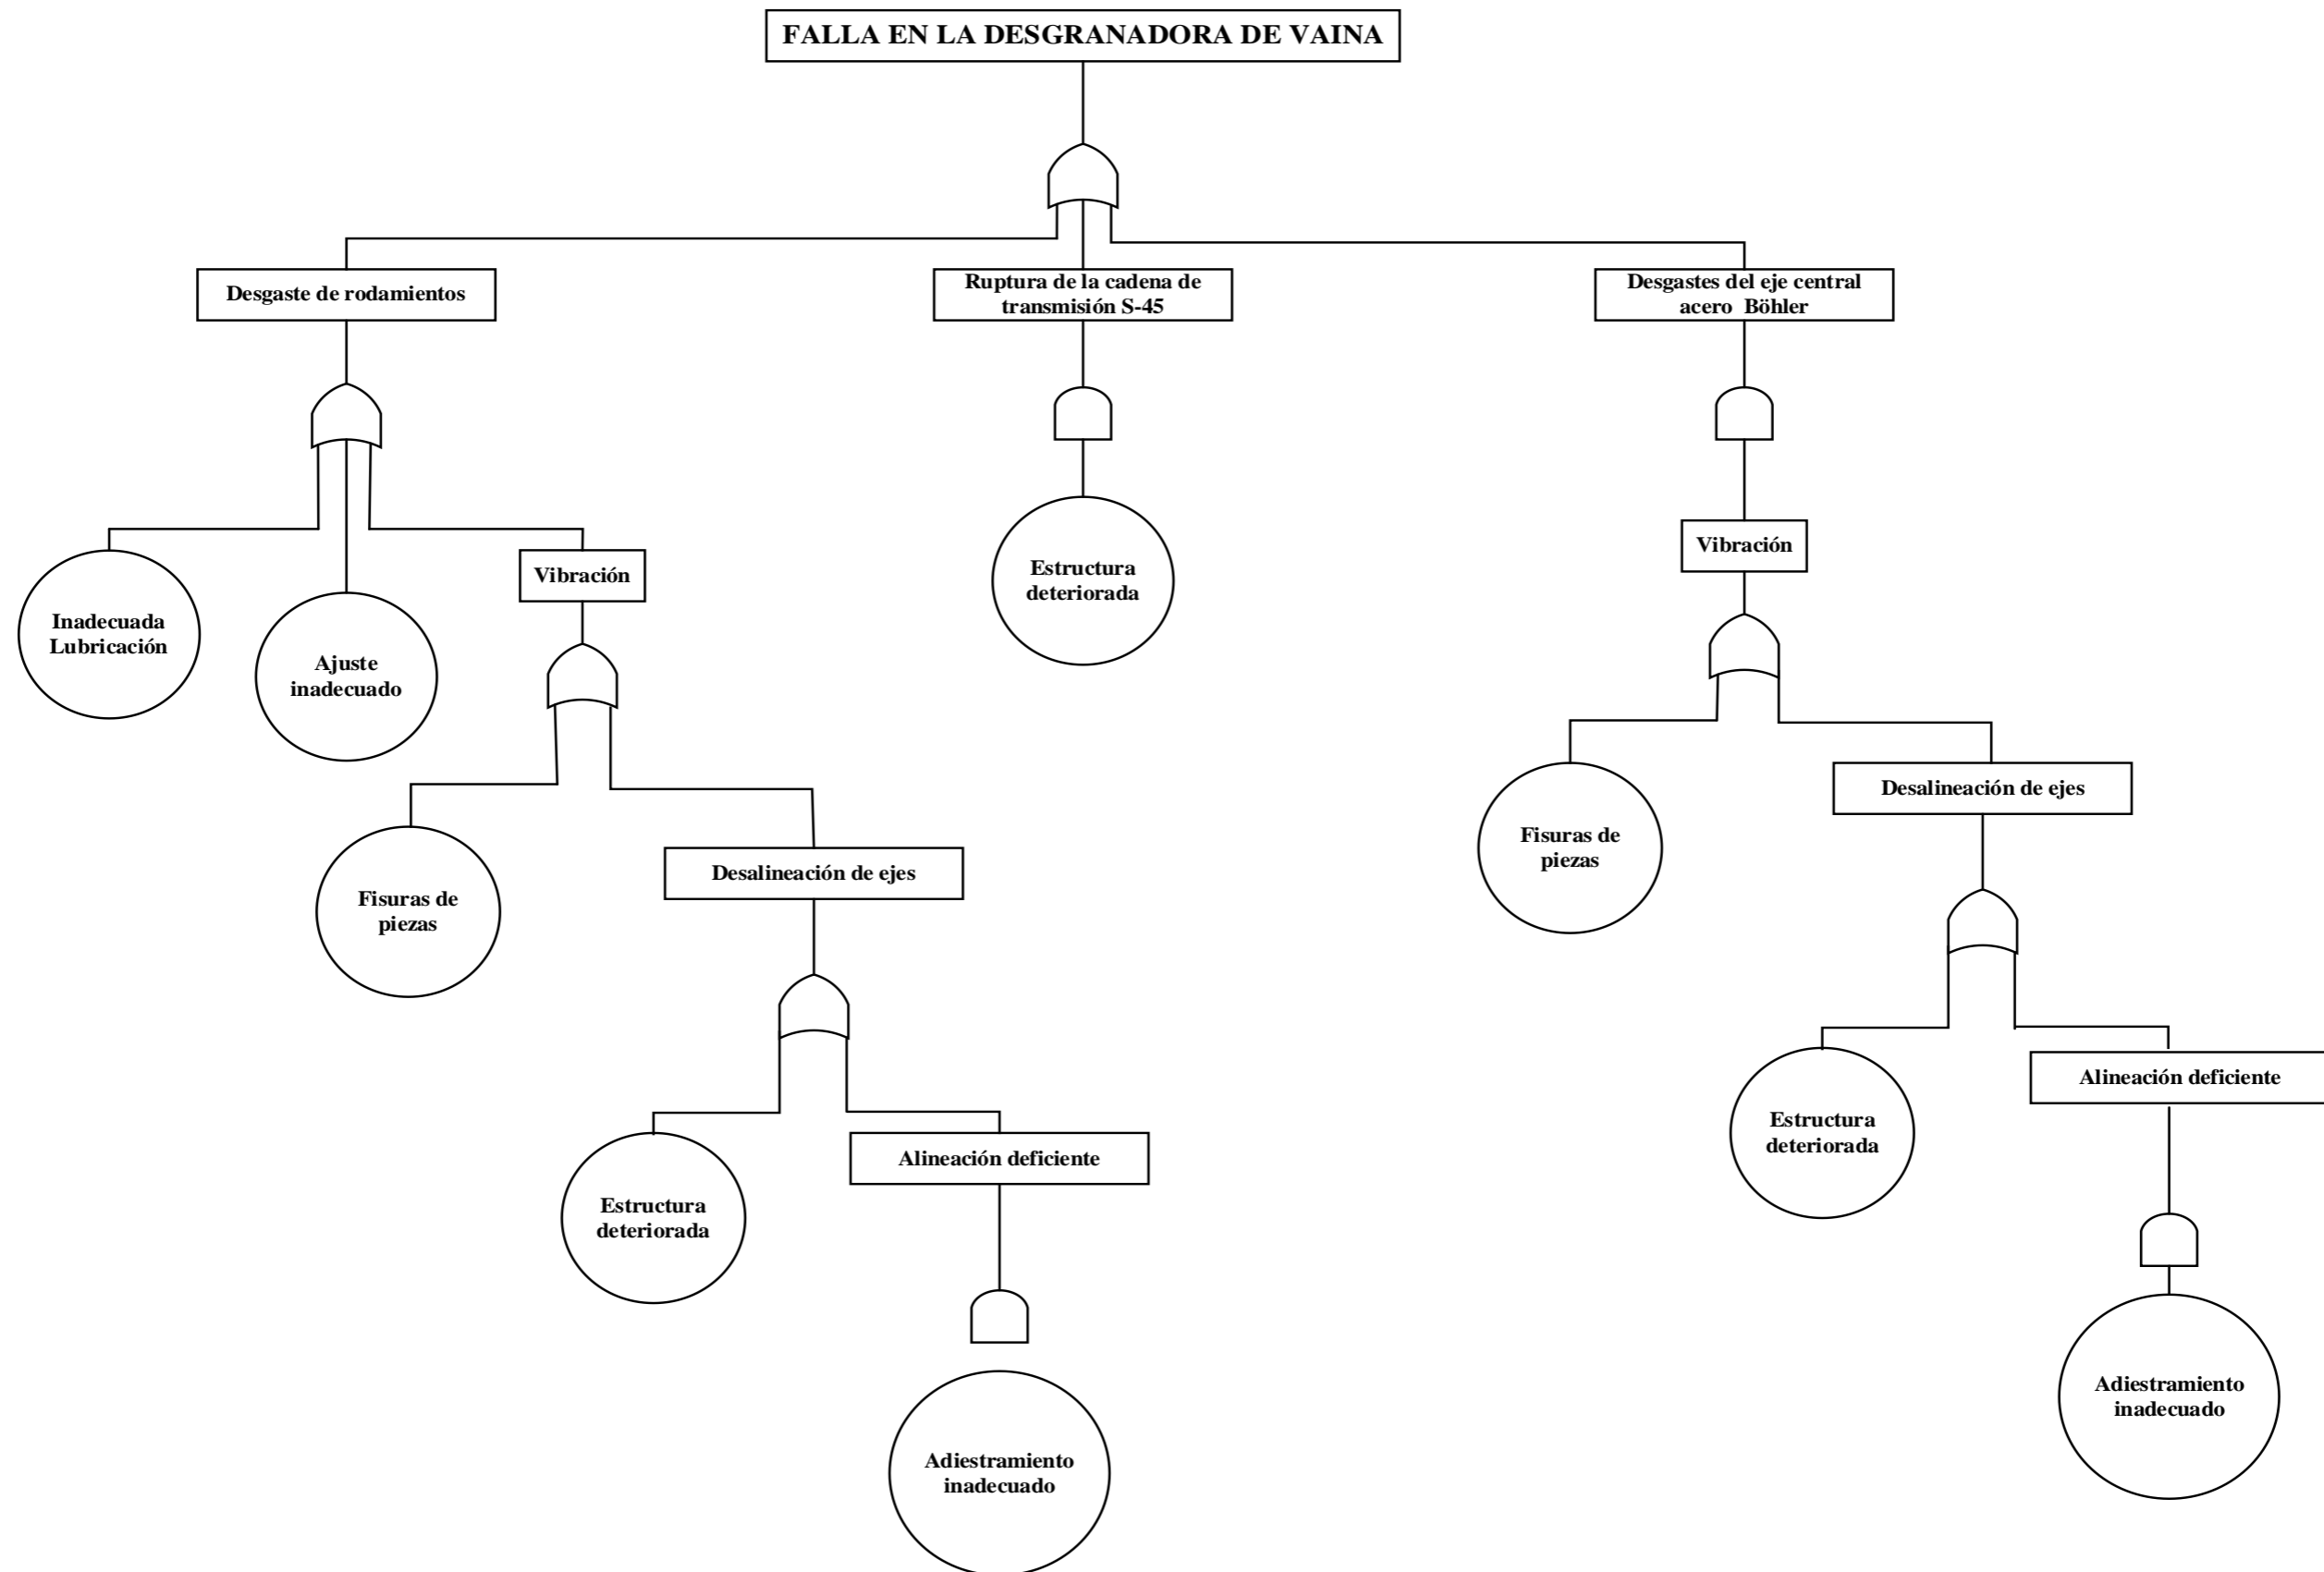 FALLA EN LA DESGRANADORA DE VAINA
Desgaste de rodamientos
Ruptura de la cadena de
transmisión S-45
Desgastes del eje central
acero Böhler
Inadecuada
Lubricación
Ajuste
inadecuado
Vibración
Estructura
deteriorada
Vibración
Fisuras de
piezas
Desalineación de ejes
Fisuras de
piezas
Desalineación de ejes
Estructura
deteriorada
Alineación deficiente
Adiestramiento
inadecuado
Estructura
deteriorada
Alineación deficiente
Adiestramiento
inadecuado